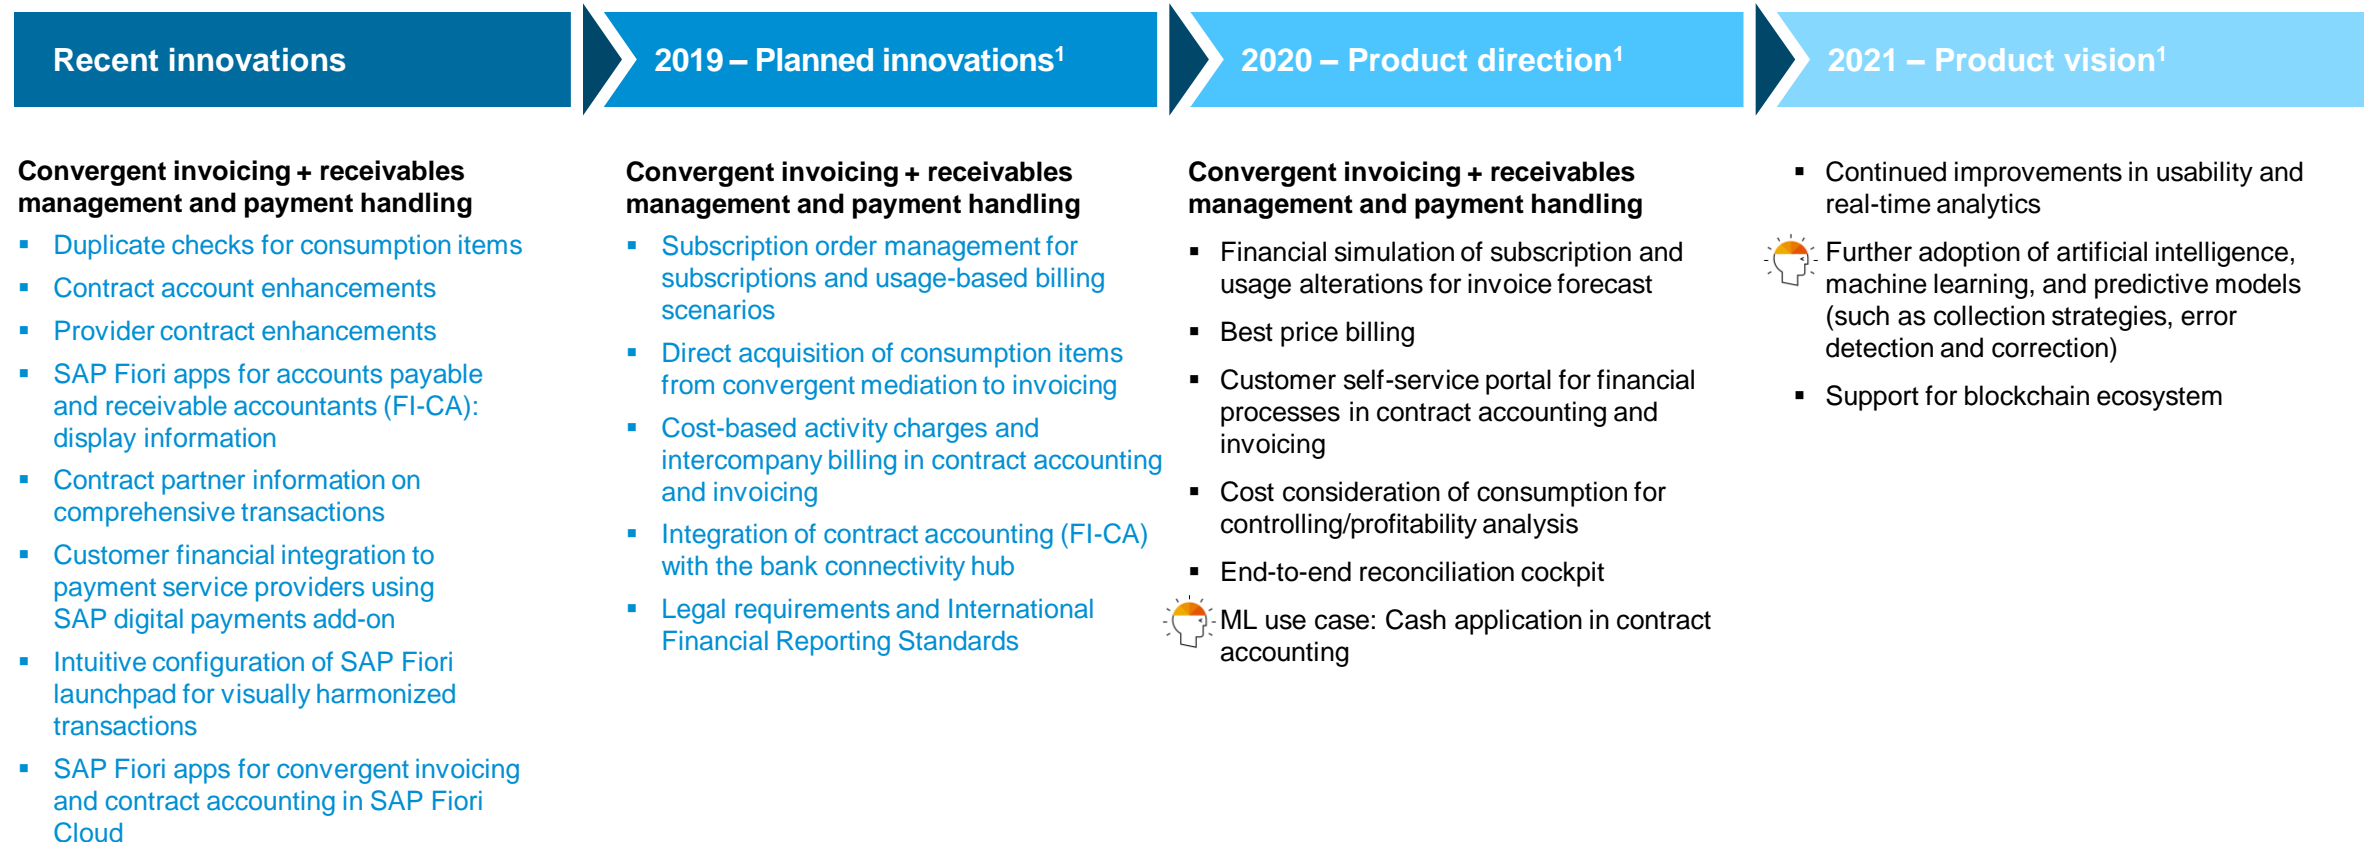 Recent innovations
2019 – Planned innovations¹
2020 – Product direction¹
2021 – Product vision¹
Convergent invoicing + receivables
management and payment handling
▪ Duplicate checks for consumption items
▪ Contract account enhancements
▪ Provider contract enhancements
▪ SAP Fiori apps for accounts payable
and receivable accountants (FI-CA):
display information
▪ Contract partner information on
comprehensive transactions
▪ Customer financial integration to
payment service providers using
SAP digital payments add-on
▪ Intuitive configuration of SAP Fiori
launchpad for visually harmonized
transactions
▪ SAP Fiori apps for convergent invoicing
and contract accounting in SAP Fiori
Cloud
Convergent invoicing + receivables
management and payment handling
▪ Subscription order management for
subscriptions and usage-based billing
scenarios
▪ Direct acquisition of consumption items
from convergent mediation to invoicing
▪ Cost-based activity charges and
intercompany billing in contract accounting
and invoicing
▪ Integration of contract accounting (FI-CA)
with the bank connectivity hub
▪ Legal requirements and International
Financial Reporting Standards
Convergent invoicing + receivables
management and payment handling
▪ Financial simulation of subscription and
usage alterations for invoice forecast
▪ Best price billing
▪ Customer self-service portal for financial
processes in contract accounting and
invoicing
▪ Cost consideration of consumption for
controlling/profitability analysis
▪ End-to-end reconciliation cockpit
ML use case: Cash application in contract
accounting
▪ Continued improvements in usability and
real-time analytics
Further adoption of artificial intelligence,
machine learning, and predictive models
(such as collection strategies, error
detection and correction)
▪ Support for blockchain ecosystem